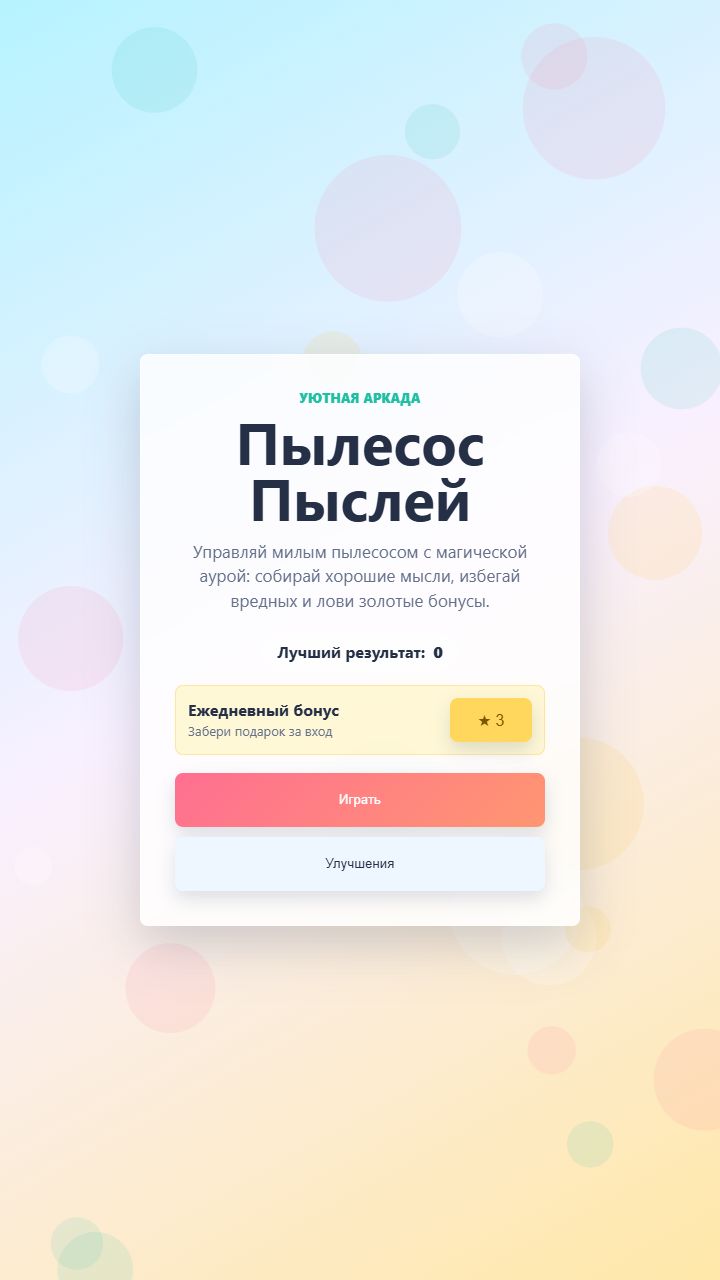 УЮТНАЯ АРКАДА
Пылесос
Пыслей
Управляй милым пылесосом с магической
аурой: собирай хорошие мысли, избегай
вредных и лови золотые бонусы.
Лучший результат: 0
Ежедневный бонус
Забери подарок за вход
★ 3
Играть
Улучшения